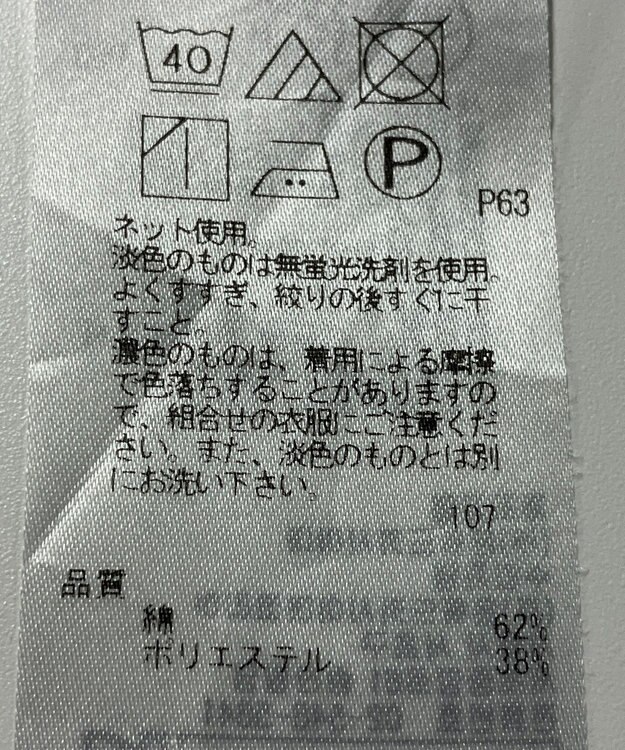 40
P
P63
ネット使用。
淡色のものは無蛍光洗剤を使用。
よくすすぎ、絞りの後すぐに干
すこと。
濃色のものは、着用による摩擦
で色落ちすることがありますの
で、組合せの衣服にご注意くだ
さい。また、淡色のものとは別
にお洗い下さい。
107
品質
綿 62%
ポリエステル 38%